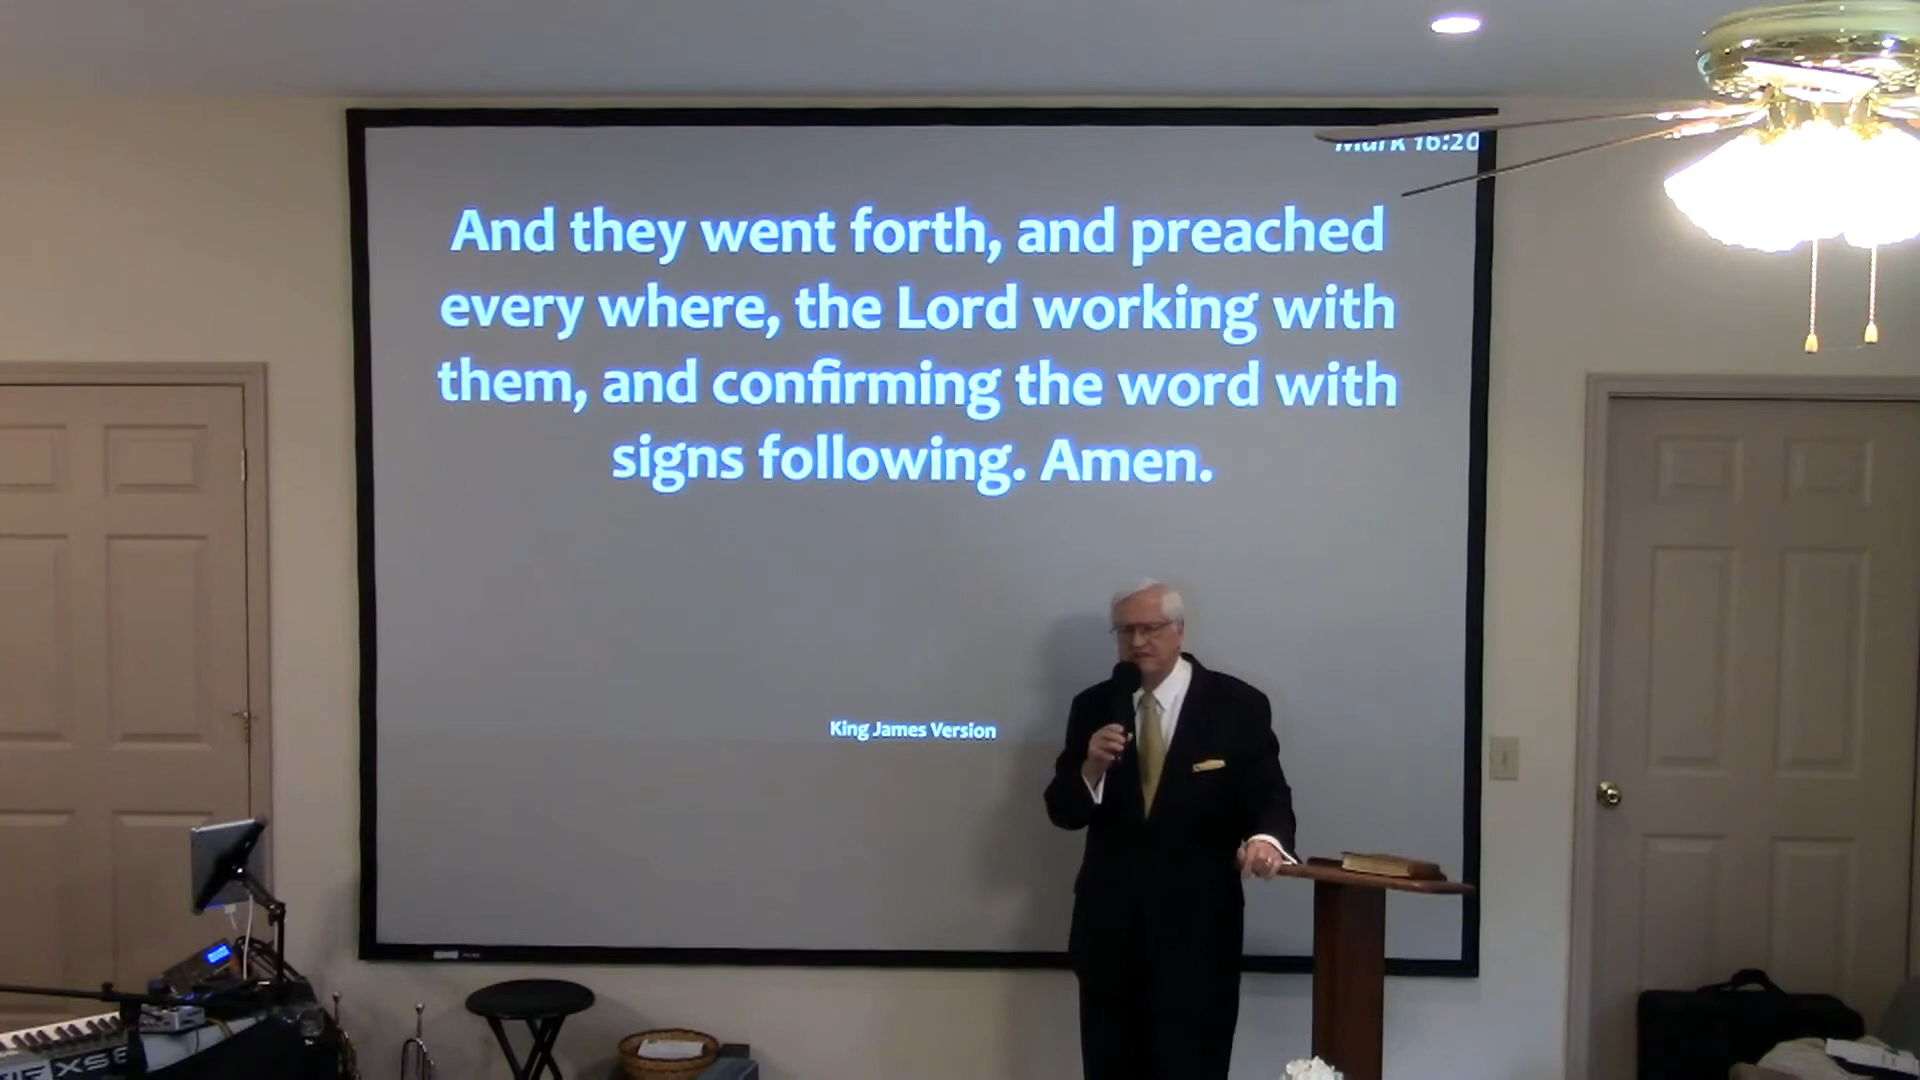 Mark 16:20
And they went forth, and preached
every where, the Lord working with
them, and confirming the word with
signs following. Amen.
King James Version
XS8